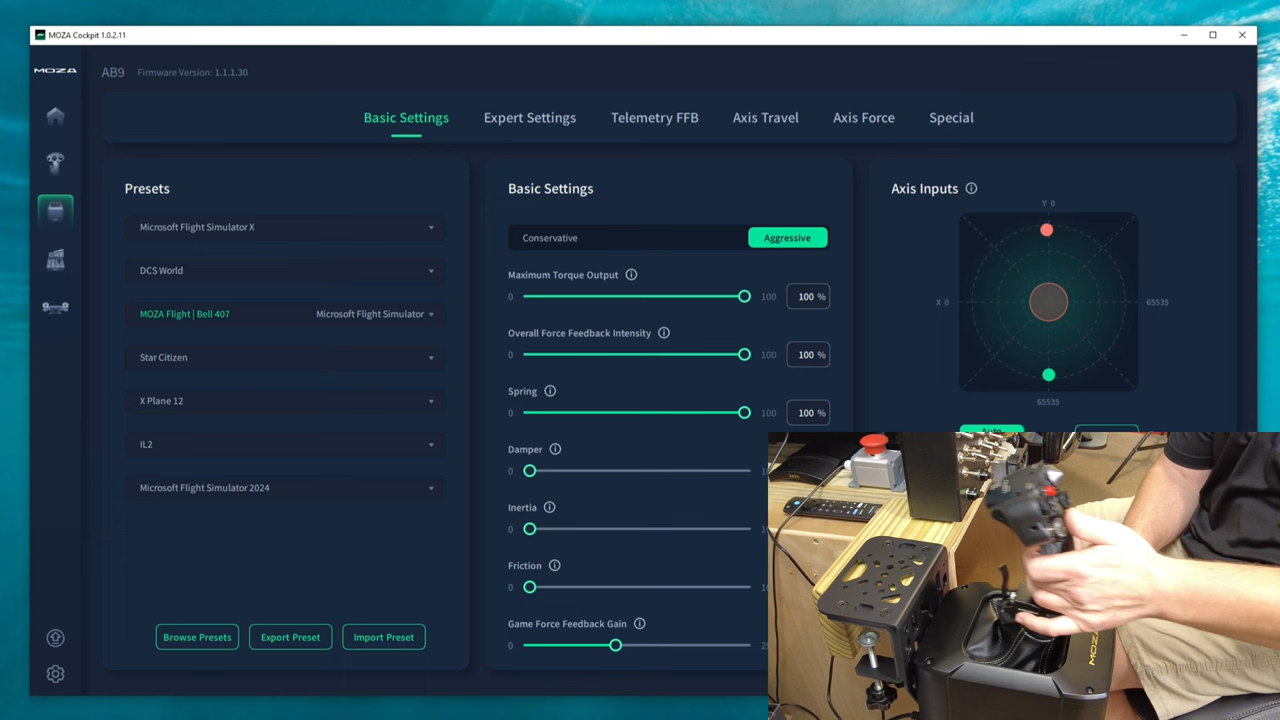 MOZA Cockpit 1.0.2.11
MOZA
AB9 Firmware Version: 1.1.1.30
Basic Settings Expert Settings Telemetry FFB Axis Travel Axis Force Special
Presets
Microsoft Flight Simulator X
DCS World
MOZA Flight | Bell 407 Microsoft Flight Simulator
Star Citizen
X Plane 12
IL2
Microsoft Flight Simulator 2024
Browse Presets Export Preset Import Preset
Basic Settings
Conservative Aggressive
Maximum Torque Output
0 100 100 %
Overall Force Feedback Intensity
0 100 100 %
Spring
0 100 100 %
Damper
0
Inertia
0
Friction
0
Game Force Feedback Gain
0
Axis Inputs
Y 0
X 0 65535
65535
Auto
MOZA